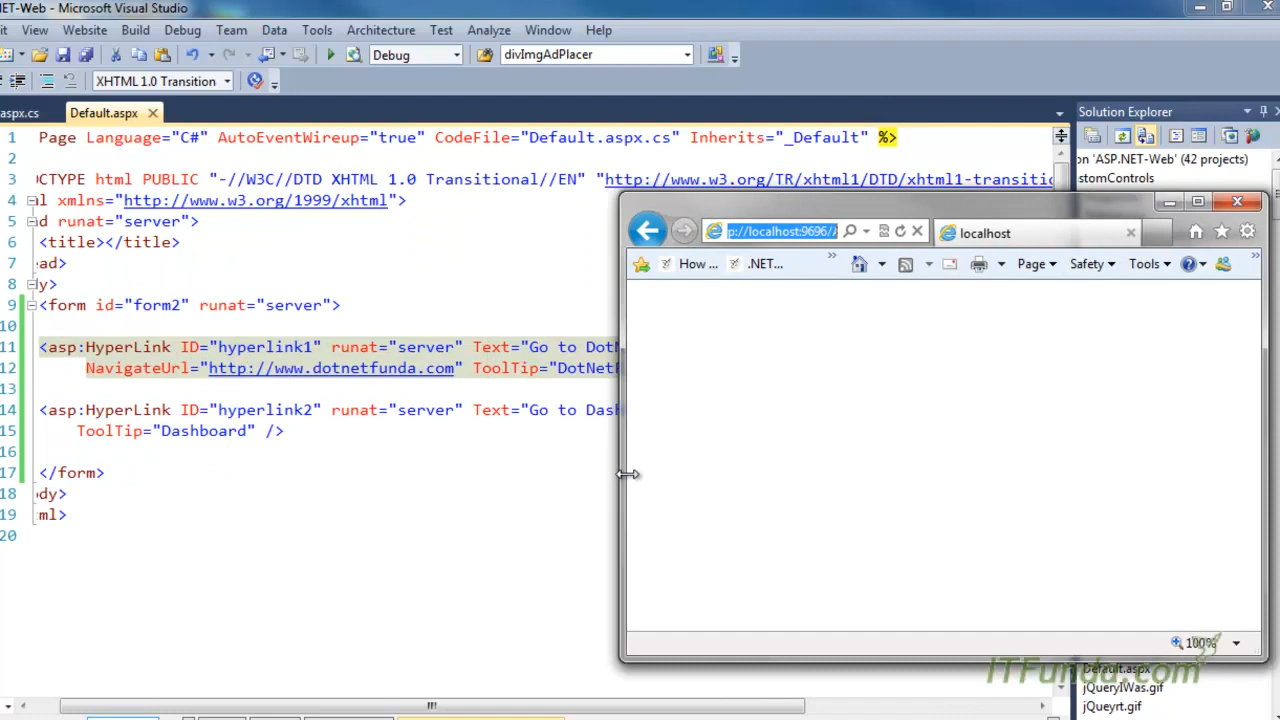 NET-Web - Microsoft Visual Studio
it View Website Build Debug Team Data Tools Architecture Test Analyze Window Help
Debug divImgAdPlacer
XHTML 1.0 Transition
aspx.cs Default.aspx
Solution Explorer
on 'ASP.NET-Web' (42 projects)
stomControls
1 Page Language="C#" AutoEventWireup="true" CodeFile="Default.aspx.cs" Inherits="_Default" %>
2
3 OCTYPE html PUBLIC "-//W3C//DTD XHTML 1.0 Transitional//EN" "http://www.w3.org/TR/xhtml1/DTD/xhtml1-transitio
4 l xmlns="http://www.w3.org/1999/xhtml">
5 d runat="server">
6 <title></title>
7 ad>
8 dy>
9 <form id="form2" runat="server">
10
11 <asp:HyperLink ID="hyperlink1" runat="server" Text="Go to DotN
12 NavigateUrl="http://www.dotnetfunda.com" ToolTip="DotNetF
13
14 <asp:HyperLink ID="hyperlink2" runat="server" Text="Go to Dash
15 ToolTip="Dashboard" />
16
17 </form>
18 ody>
19 ml>
20
p://localhost:9696// localhost
How ... .NET... Page Safety Tools
100%
ITFunda.com
Default.aspx
jQueryIWas.gif
jQueyrt.gif